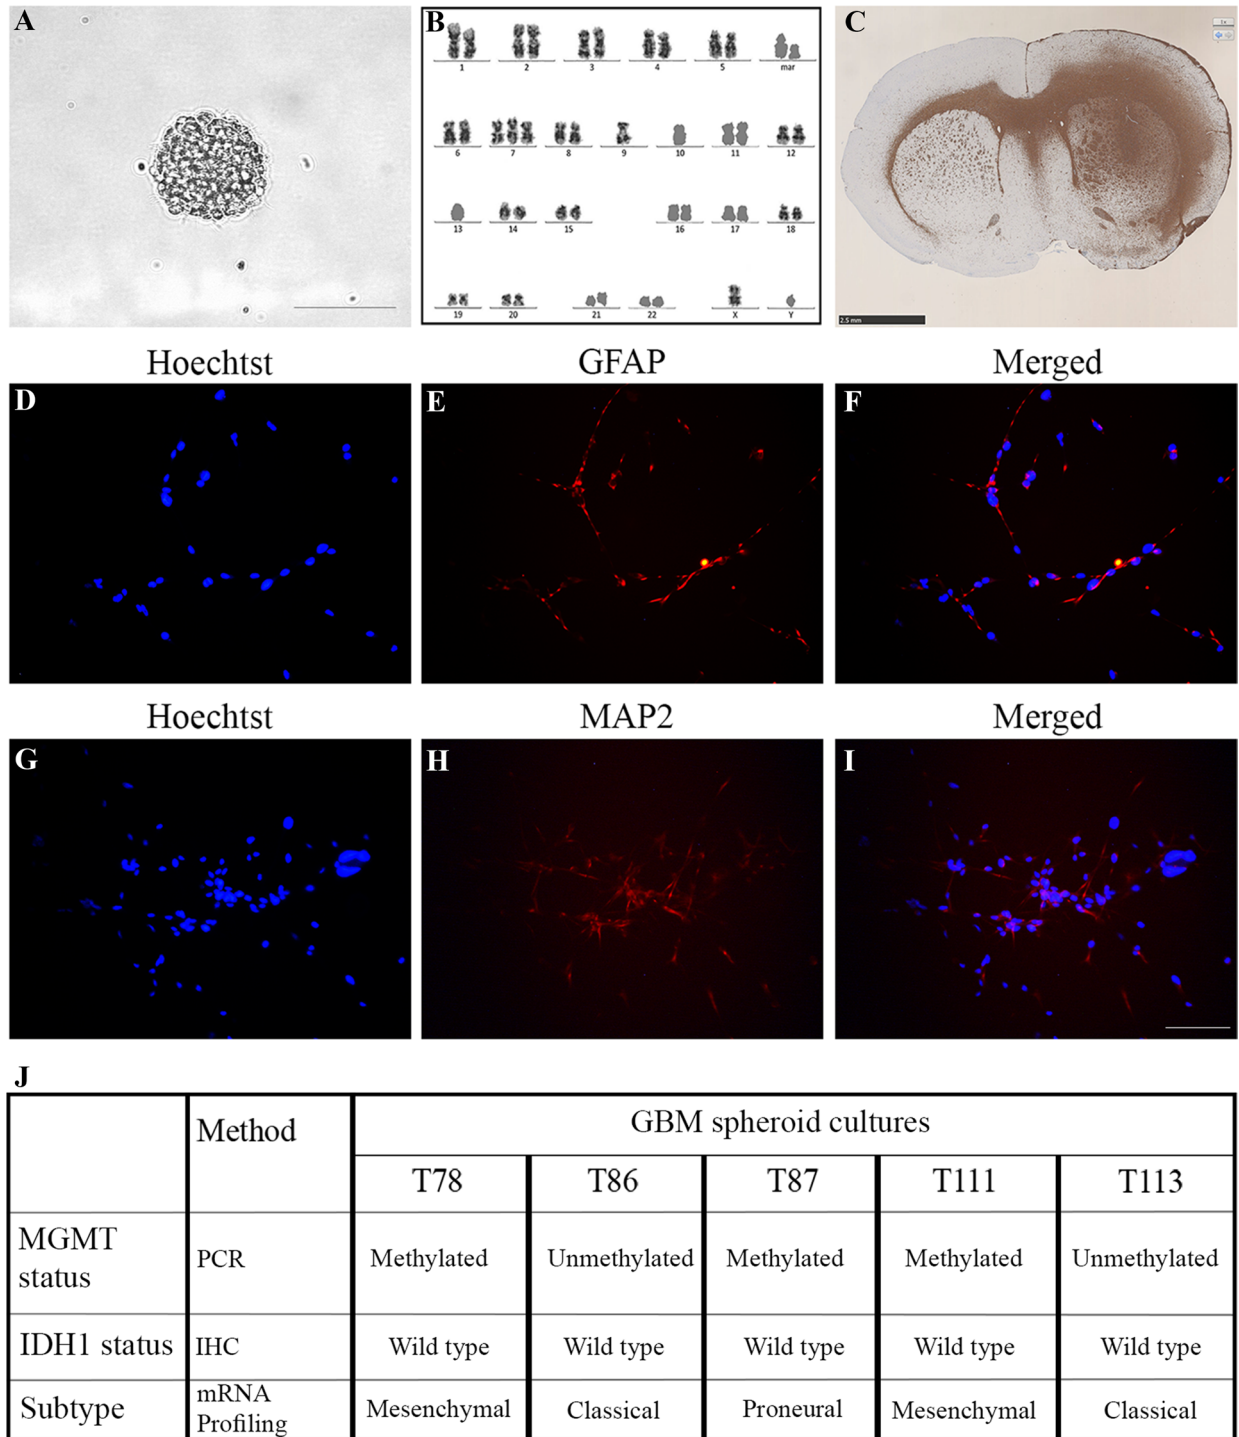 A
B
C
1x
1 2 3 4 5 mar
6 7 8 9 10 11 12
13 14 15 16 17 18
19 20 21 22 X Y
2.5 mm
Hoechtst GFAP Merged
D E F
Hoechtst MAP2 Merged
G H I
J
Method
GBM spheroid cultures
T78 T86 T87 T111 T113
MGMT
status
PCR
Methylated Unmethylated Methylated Methylated Unmethylated
IDH1 status IHC Wild type Wild type Wild type Wild type Wild type
Subtype
mRNA
Profiling
Mesenchymal Classical Proneural Mesenchymal Classical